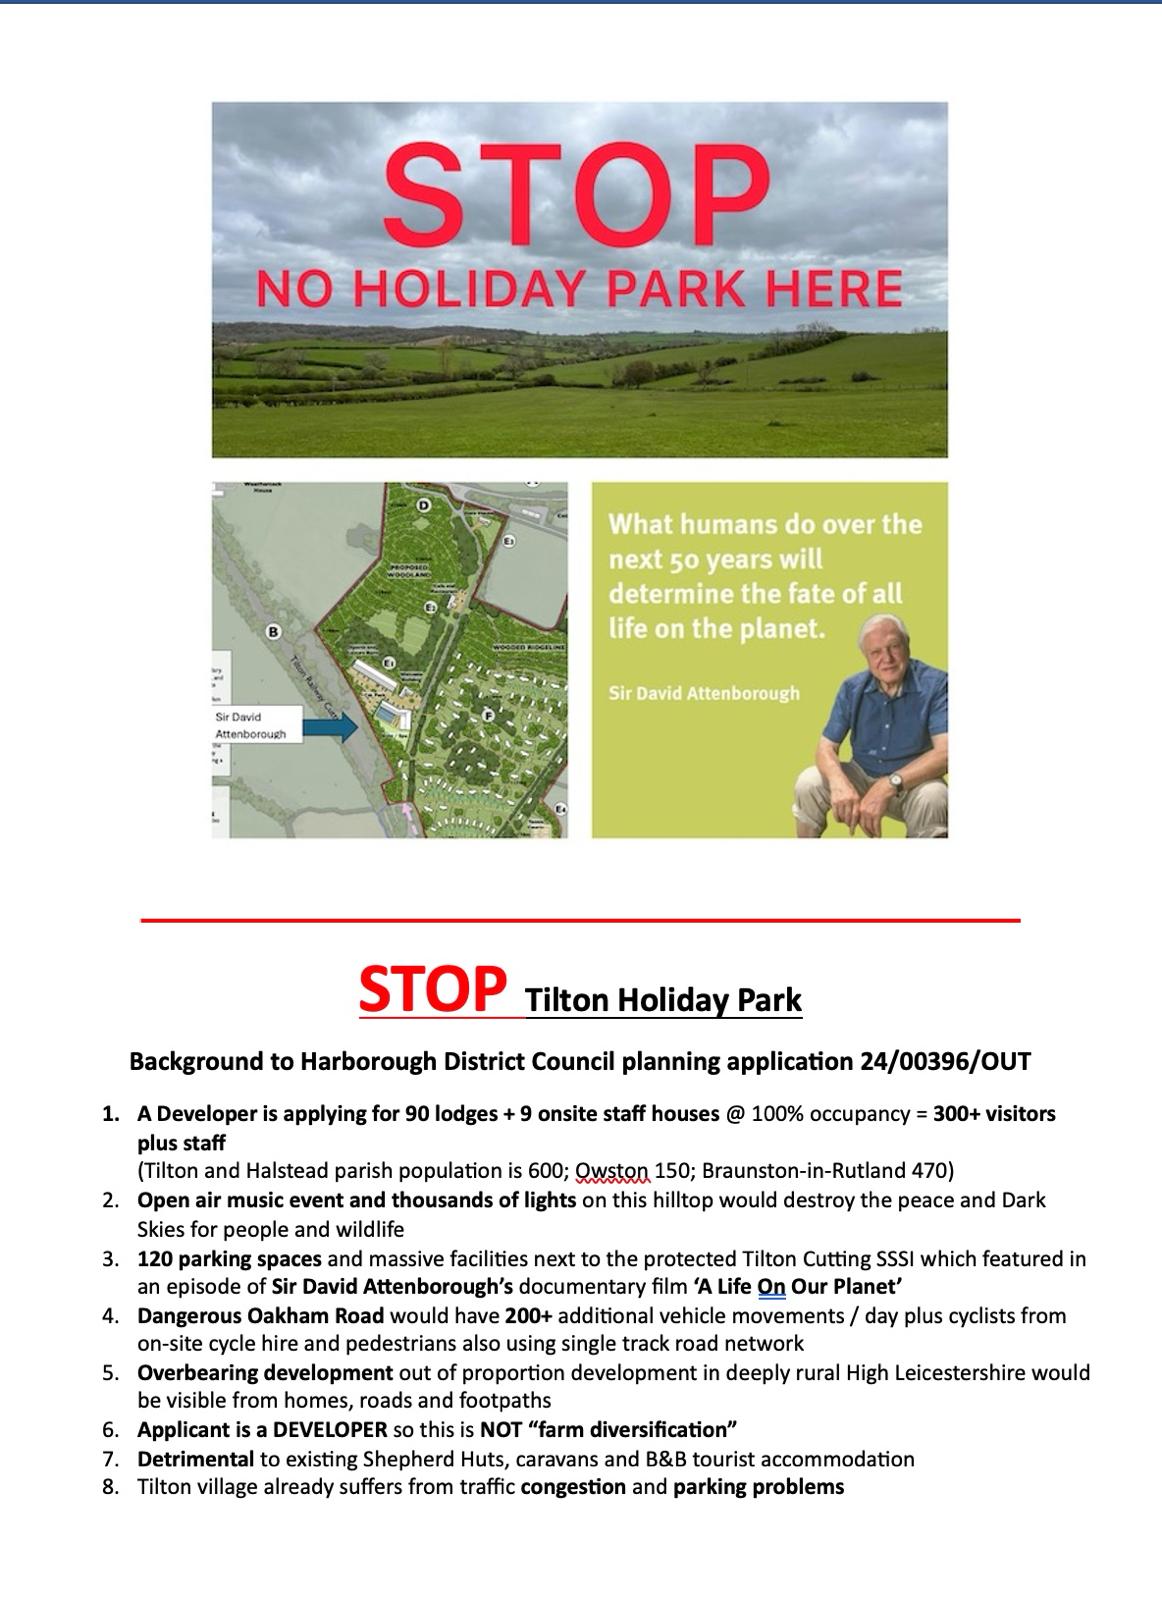 STOP
NO HOLIDAY PARK HERE
Weathercock
House
D
E3
PROPOSED
WOODLAND
E2
B
WOODED RIDGELINE
E1
Tilton Railway Cutt
Car Park
F
Sir David
Attenborough
E4
What humans do over the
next 50 years will
determine the fate of all
life on the planet.
Sir David Attenborough
STOP Tilton Holiday Park
Background to Harborough District Council planning application 24/00396/OUT
1. A Developer is applying for 90 lodges + 9 onsite staff houses @ 100% occupancy = 300+ visitors
plus staff
(Tilton and Halstead parish population is 600; Owston 150; Braunston-in-Rutland 470)
2. Open air music event and thousands of lights on this hilltop would destroy the peace and Dark
Skies for people and wildlife
3. 120 parking spaces and massive facilities next to the protected Tilton Cutting SSSI which featured in
an episode of Sir David Attenborough’s documentary film ‘A Life On Our Planet’
4. Dangerous Oakham Road would have 200+ additional vehicle movements / day plus cyclists from
on-site cycle hire and pedestrians also using single track road network
5. Overbearing development out of proportion development in deeply rural High Leicestershire would
be visible from homes, roads and footpaths
6. Applicant is a DEVELOPER so this is NOT “farm diversification”
7. Detrimental to existing Shepherd Huts, caravans and B&B tourist accommodation
8. Tilton village already suffers from traffic congestion and parking problems